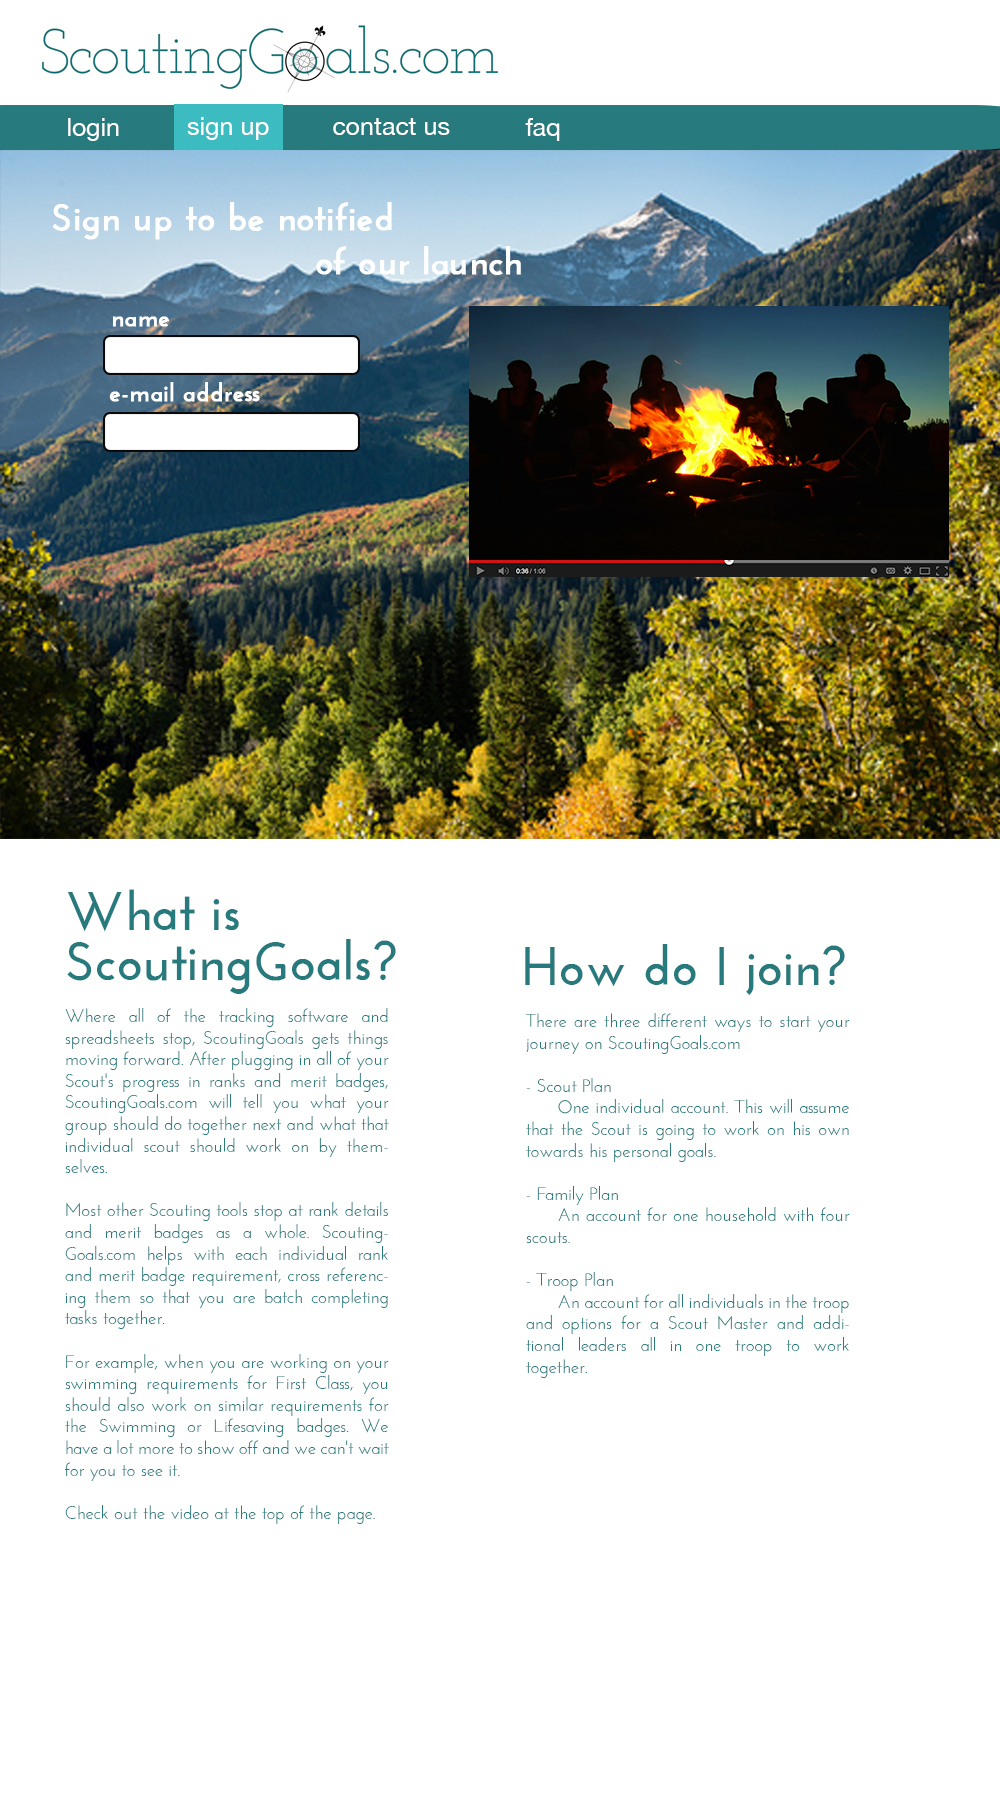 ScoutingGoals.com
login sign up contact us faq
Sign up to be notified
of our launch
name
e-mail address
0:36 / 1:06
What is
ScoutingGoals?
Where all of the tracking software and
spreadsheets stop, ScoutingGoals gets things
moving forward. After plugging in all of your
Scout's progress in ranks and merit badges,
ScoutingGoals.com will tell you what your
group should do together next and what that
individual scout should work on by them-
selves.
Most other Scouting tools stop at rank details
and merit badges as a whole. Scouting-
Goals.com helps with each individual rank
and merit badge requirement, cross referenc-
ing them so that you are batch completing
tasks together.
For example, when you are working on your
swimming requirements for First Class, you
should also work on similar requirements for
the Swimming or Lifesaving badges. We
have a lot more to show off and we can't wait
for you to see it.
Check out the video at the top of the page.
How do I join?
There are three different ways to start your
journey on ScoutingGoals.com
- Scout Plan
One individual account. This will assume
that the Scout is going to work on his own
towards his personal goals.
- Family Plan
An account for one household with four
scouts.
- Troop Plan
An account for all individuals in the troop
and options for a Scout Master and addi-
tional leaders all in one troop to work
together.